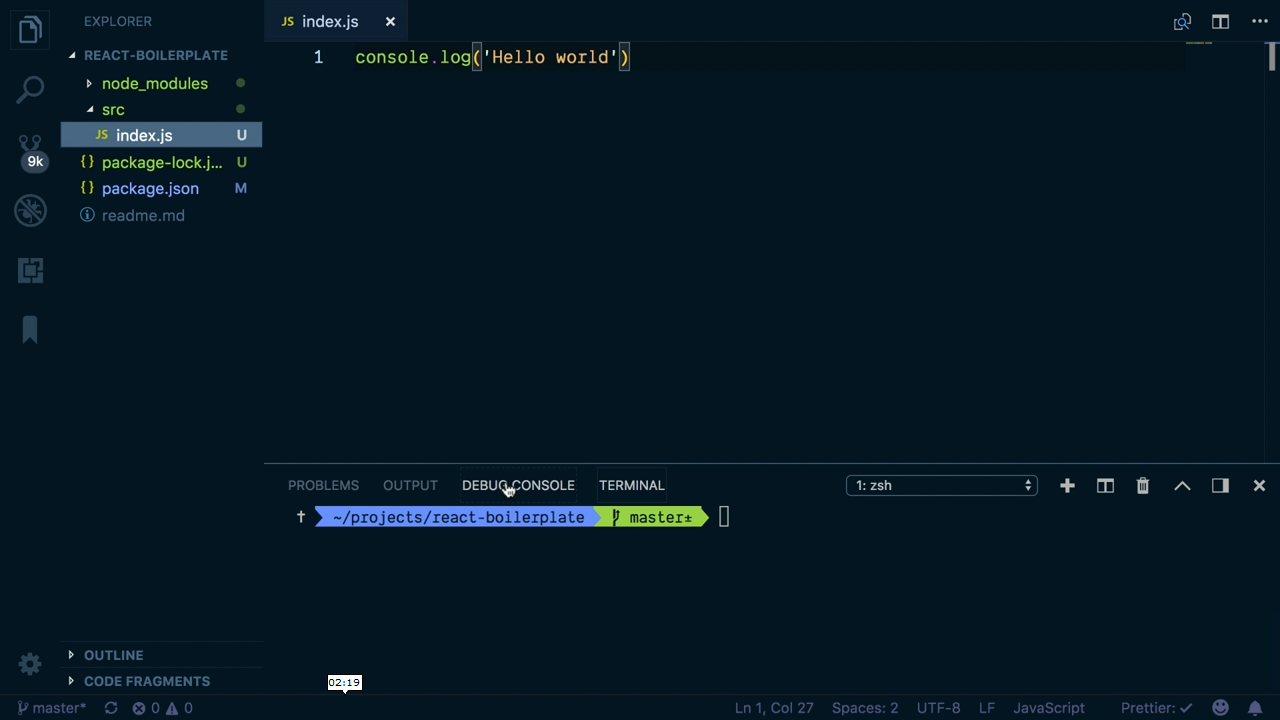 EXPLORER
JS index.js
REACT-BOILERPLATE
1 console.log('Hello world')
node_modules
src
JS index.js U
9k
{} package-lock.j... U
{} package.json M
readme.md
PROBLEMS OUTPUT DEBUG CONSOLE TERMINAL 1: zsh
† ~/projects/react-boilerplate master±
OUTLINE
CODE FRAGMENTS
02:19
master* 0 0 Ln 1, Col 27 Spaces: 2 UTF-8 LF JavaScript Prettier: ✓